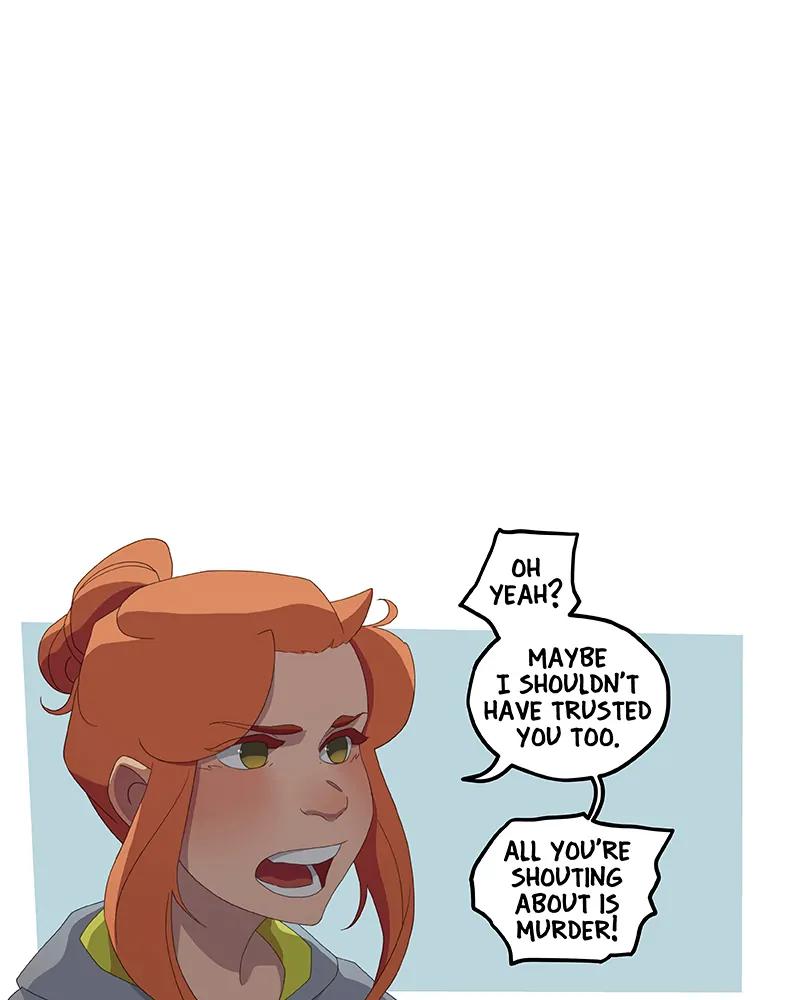 OH
YEAH?
MAYBE
I SHOULDN'T
HAVE TRUSTED
YOU TOO.
ALL YOU'RE
SHOUTING
ABOUT IS
MURDER!